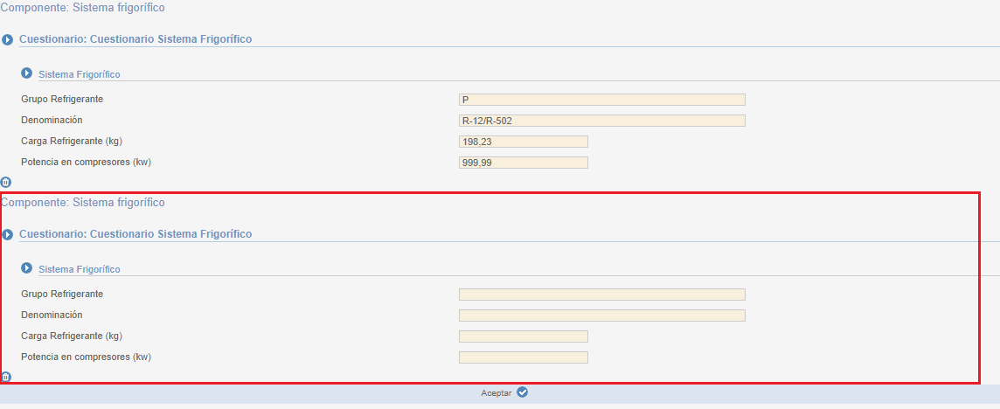 Componente: Sistema frigorífico
Cuestionario: Cuestionario Sistema Frigorífico
Sistema Frigorífico
Grupo Refrigerante P
Denominación R-12/R-502
Carga Refrigerante (kg) 198,23
Potencia en compresores (kw) 999,99
Componente: Sistema frigorífico
Cuestionario: Cuestionario Sistema Frigorífico
Sistema Frigorífico
Grupo Refrigerante
Denominación
Carga Refrigerante (kg)
Potencia en compresores (kw)
Aceptar